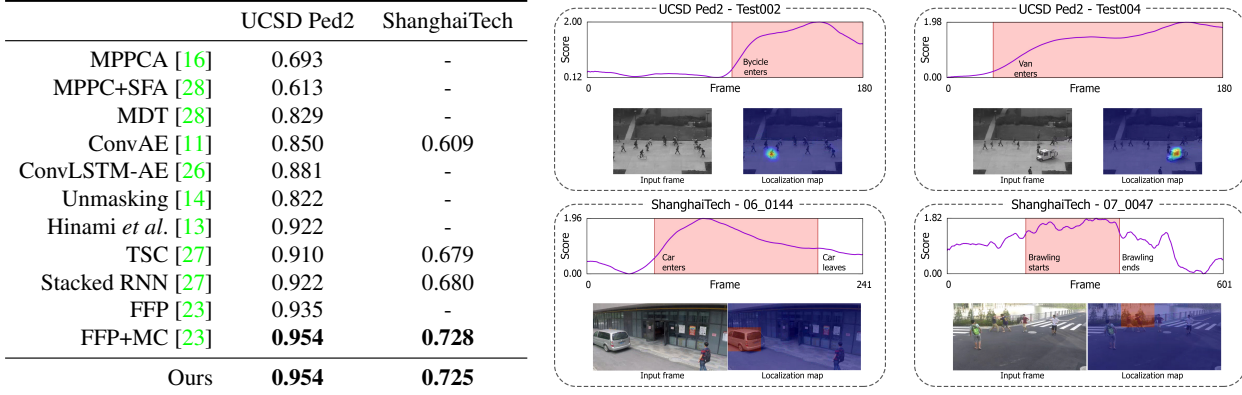 UCSD Ped2 ShanghaiTech
MPPCA [16] 0.693 -
MPPC+SFA [28] 0.613 -
MDT [28] 0.829 -
ConvAE [11] 0.850 0.609
ConvLSTM-AE [26] 0.881 -
Unmasking [14] 0.822 -
Hinami et al. [13] 0.922 -
TSC [27] 0.910 0.679
Stacked RNN [27] 0.922 0.680
FFP [23] 0.935 -
FFP+MC [23] 0.954 0.728
Ours 0.954 0.725
UCSD Ped2 - Test002
2.00
Score
0.12
Bycicle
enters
0 Frame 180
Input frame Localization map
UCSD Ped2 - Test004
1.98
Score
0.00
Van
enters
0 Frame 180
Input frame Localization map
ShanghaiTech - 06_0144
1.96
Score
0.00
Car
enters
Car
leaves
0 Frame 241
Input frame Localization map
ShanghaiTech - 07_0047
1.82
Score
0.00
Brawling
starts
Brawling
ends
0 Frame 601
Input frame Localization map